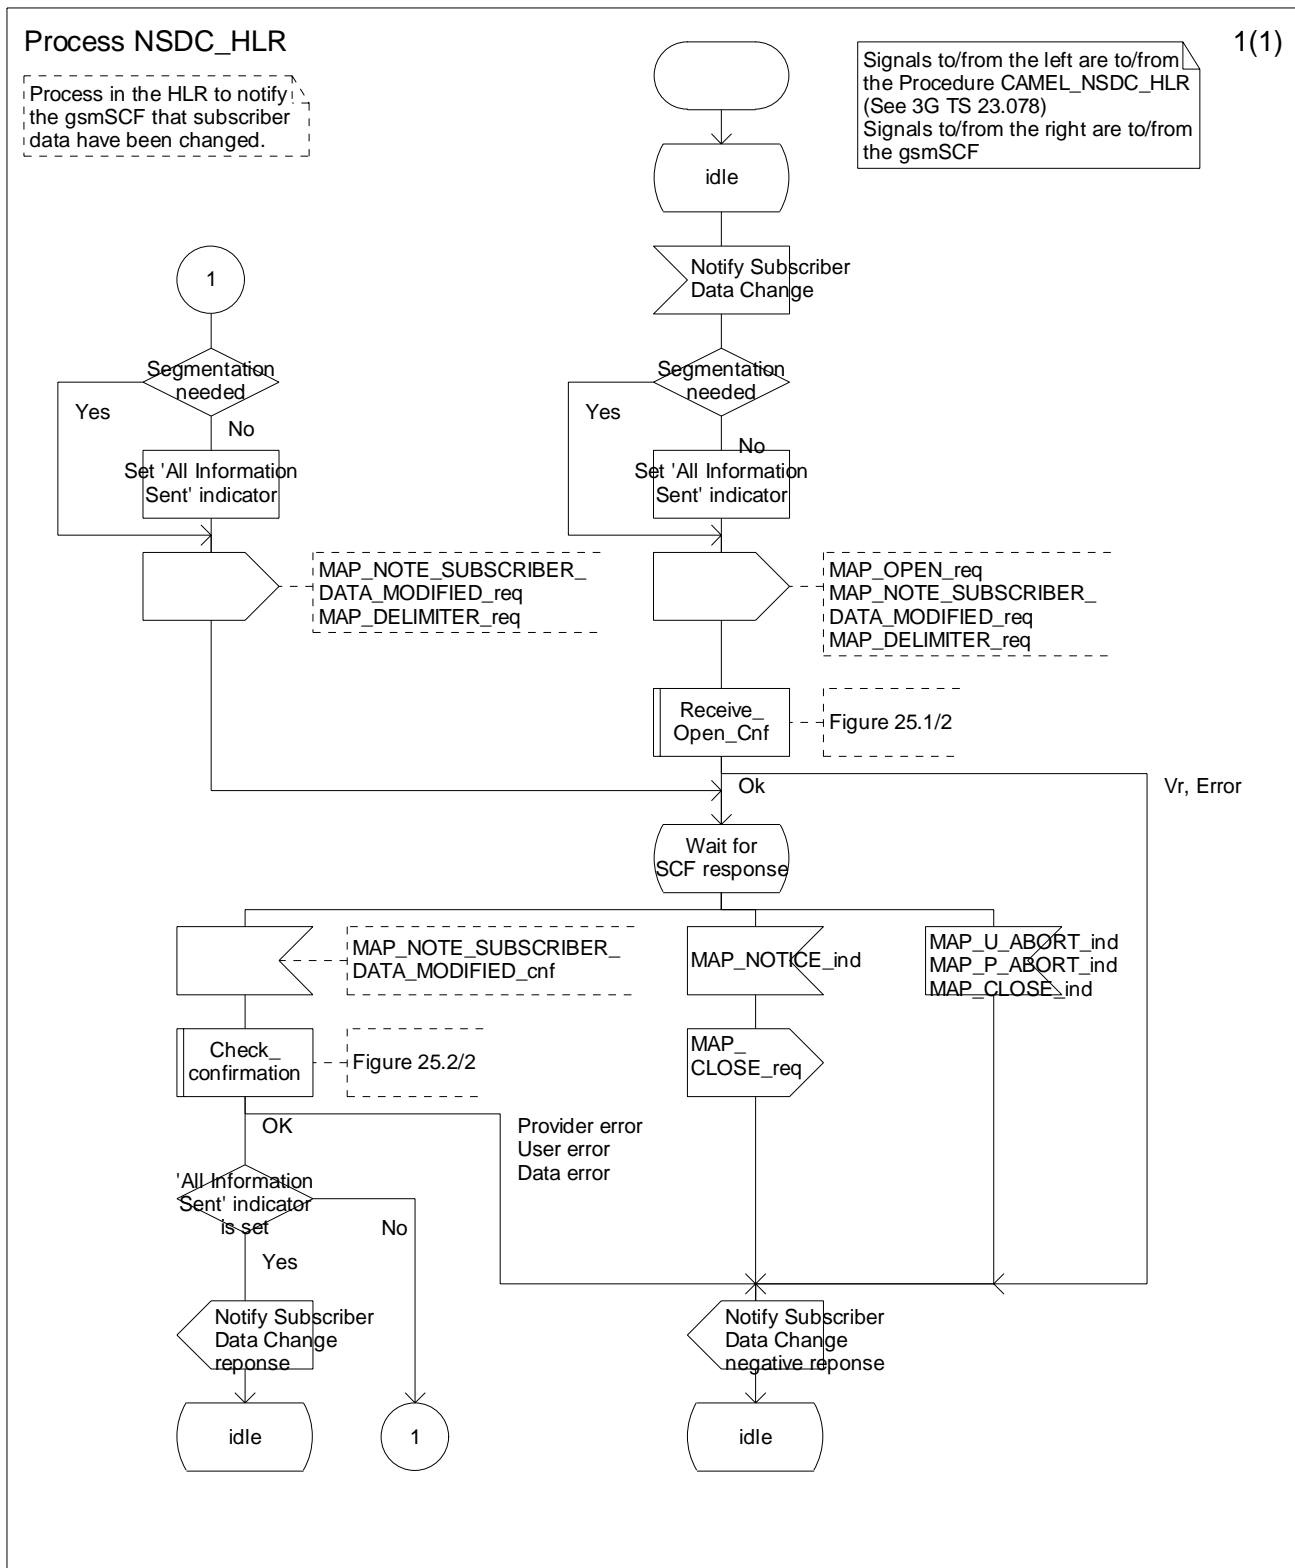 Process NSDC_HLR
1(1)
Process in the HLR to notify
the gsmSCF that subscriber
data have been changed.
Signals to/from the left are to/from
the Procedure CAMEL_NSDC_HLR
(See 3G TS 23.078)
Signals to/from the right are to/from
the gsmSCF
idle
Notify Subscriber
Data Change
1
Segmentation
needed
Yes
No
Set 'All Information
Sent' indicator
Segmentation
needed
Yes
No
Set 'All Information
Sent' indicator
MAP_NOTE_SUBSCRIBER_
DATA_MODIFIED_req
MAP_DELIMITER_req
MAP_OPEN_req
MAP_NOTE_SUBSCRIBER_
DATA_MODIFIED_req
MAP_DELIMITER_req
Receive_
Open_Cnf
Figure 25.1/2
Ok
Vr, Error
Wait for
SCF response
MAP_NOTE_SUBSCRIBER_
DATA_MODIFIED_cnf
MAP_NOTICE_ind
MAP_U_ABORT_ind
MAP_P_ABORT_ind
MAP_CLOSE_ind
Check_
confirmation
Figure 25.2/2
MAP_
CLOSE_req
OK
Provider error
User error
Data error
'All Information
Sent' indicator
is set
No
Yes
Notify Subscriber
Data Change
reponse
Notify Subscriber
Data Change
negative reponse
idle
1
idle